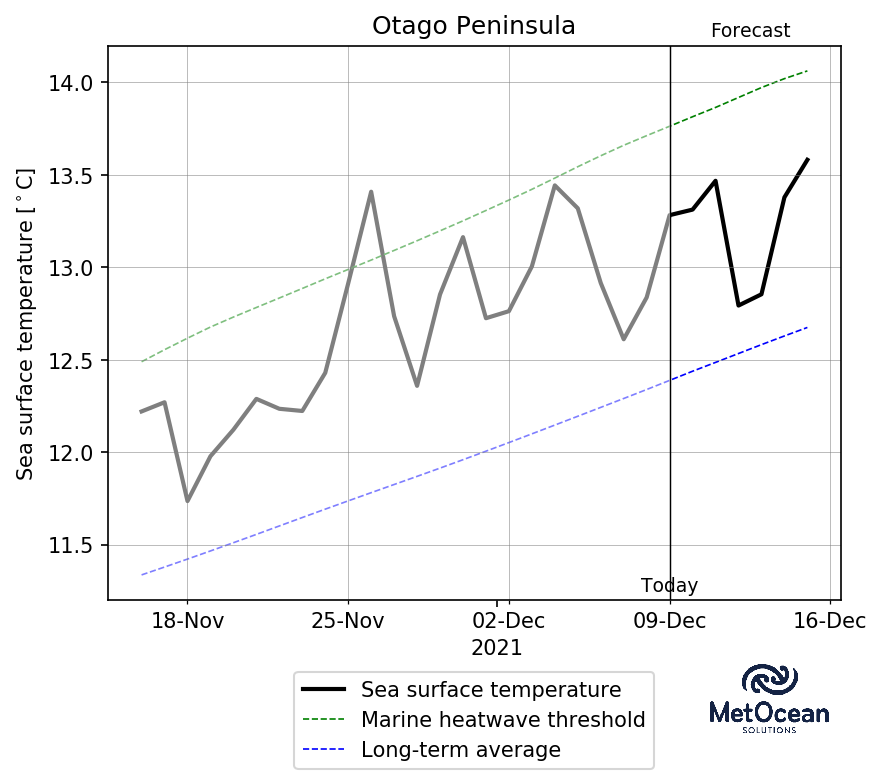 Otago Peninsula
Forecast
Sea surface temperature [°C]
14.0
13.5
13.0
12.5
12.0
11.5
Today
18-Nov 25-Nov 02-Dec 09-Dec 16-Dec
2021
Sea surface temperature
Marine heatwave threshold
Long-term average
MetOcean
SOLUTIONS